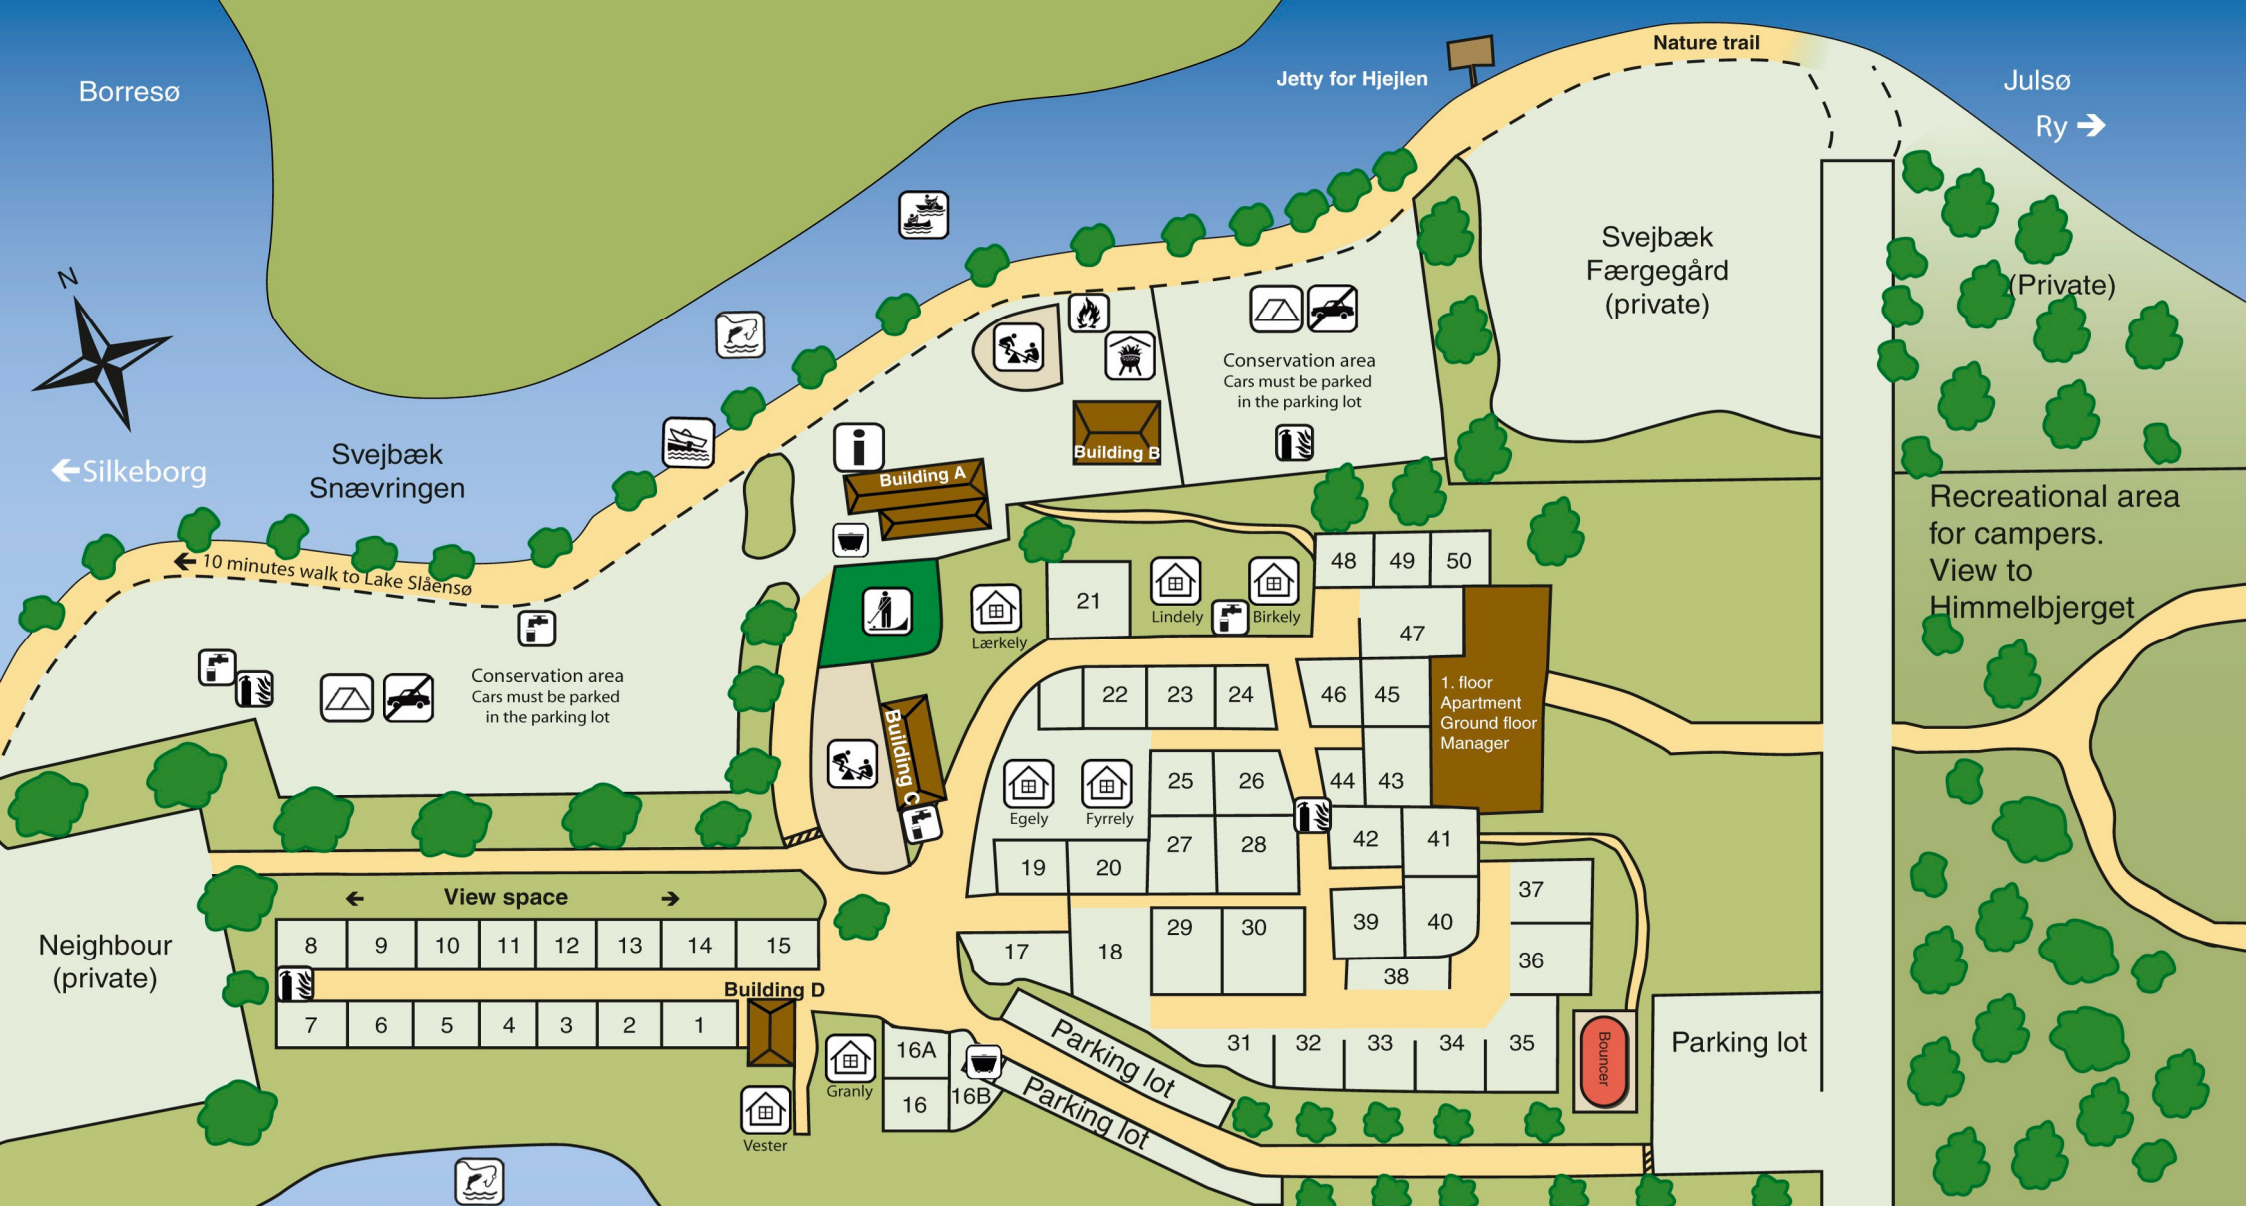 Nature trail
Borresø
Jetty for Hjejlen
Julsø
Ry
N
Svejbæk
Færgegård
(private)
(Private)
Svejbæk
Snævringen
Silkeborg
Conservation area
Cars must be parked
in the parking lot
Building B
Building A
Recreational area
for campers.
View to
Himmelbjerget
10 minutes walk to Lake Slåensø
48
49
50
21
Lindely
Birkely
Lærkely
47
Conservation area
Cars must be parked
in the parking lot
22
23
24
46
45
1. floor
Apartment
Ground floor
Manager
Building C
Egely
Fyrrely
25
26
44
43
27
28
42
41
19
20
37
View space
29
30
39
40
Neighbour
(private)
8
9
10
11
12
13
14
15
17
18
36
38
Building D
7
6
5
4
3
2
1
Granly
16A
16
16B
Parking lot
Parking lot
31
32
33
34
35
Bouncer
Parking lot
Vester